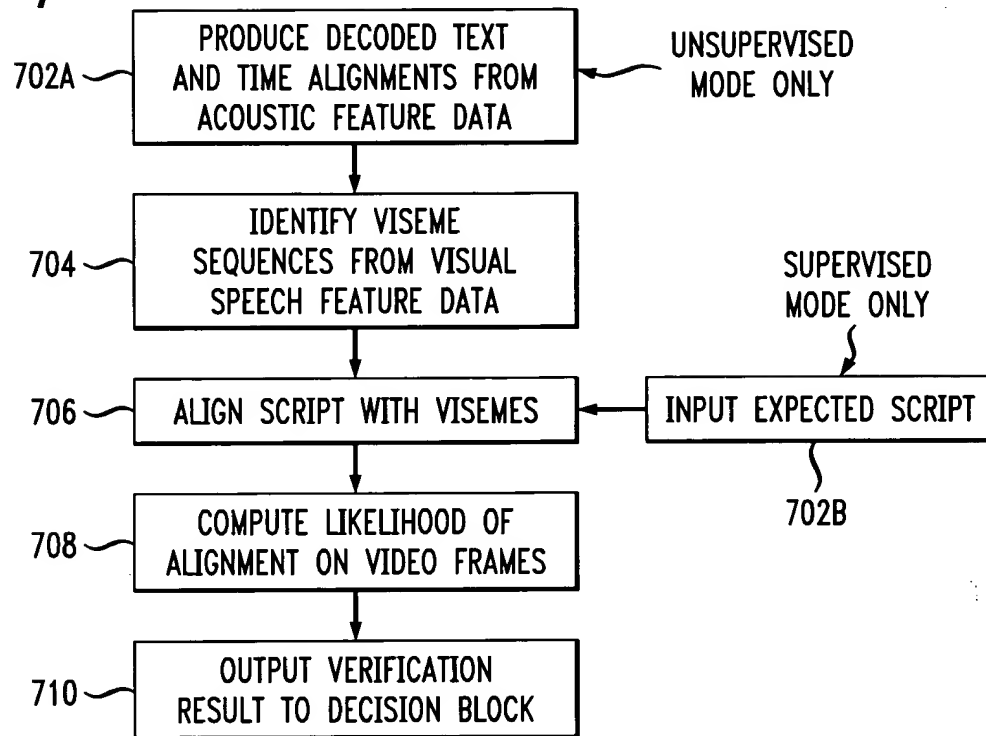 702A
PRODUCE DECODED TEXT
AND TIME ALIGNMENTS FROM
ACOUSTIC FEATURE DATA
UNSUPERVISED
MODE ONLY
704
IDENTIFY VISEME
SEQUENCES FROM VISUAL
SPEECH FEATURE DATA
SUPERVISED
MODE ONLY
706
ALIGN SCRIPT WITH VISEMES
INPUT EXPECTED SCRIPT
702B
708
COMPUTE LIKELIHOOD OF
ALIGNMENT ON VIDEO FRAMES
710
OUTPUT VERIFICATION
RESULT TO DECISION BLOCK